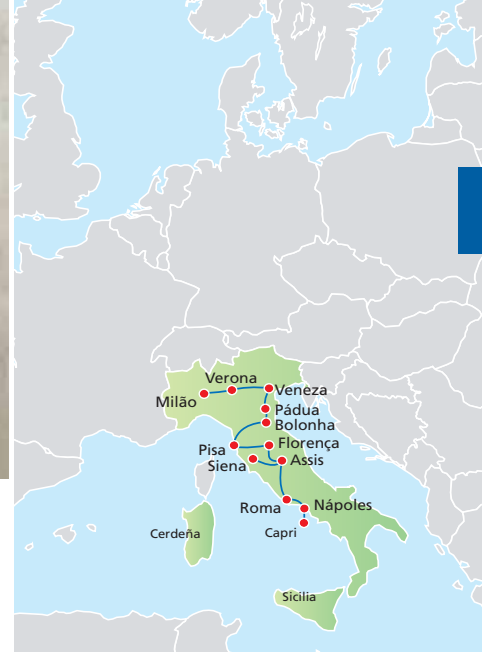 Verona
Veneza
Milão
Pádua
Bolonha
Florença
Pisa
Siena
Assis
Roma
Nápoles
Cerdeña
Capri
Sicilia